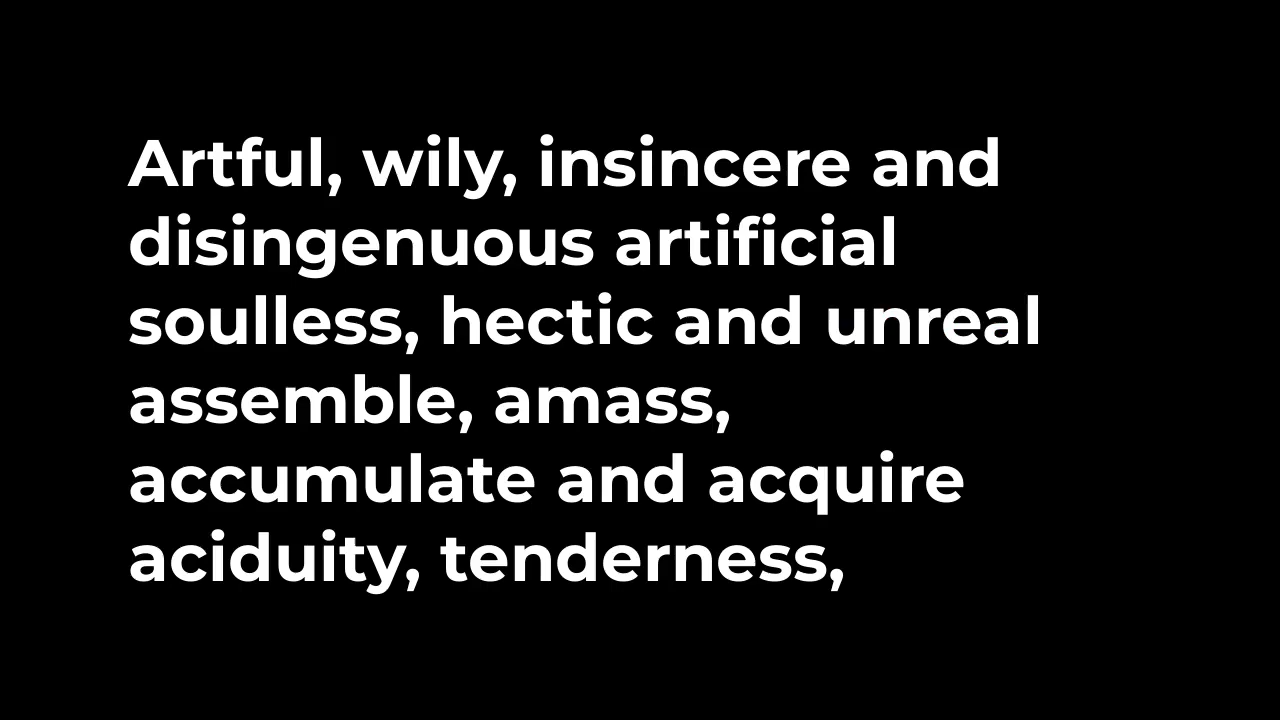 Artful, wily, insincere and
disingenuous artificial
soulless, hectic and unreal
assemble, amass,
accumulate and acquire
aciduity, tenderness,